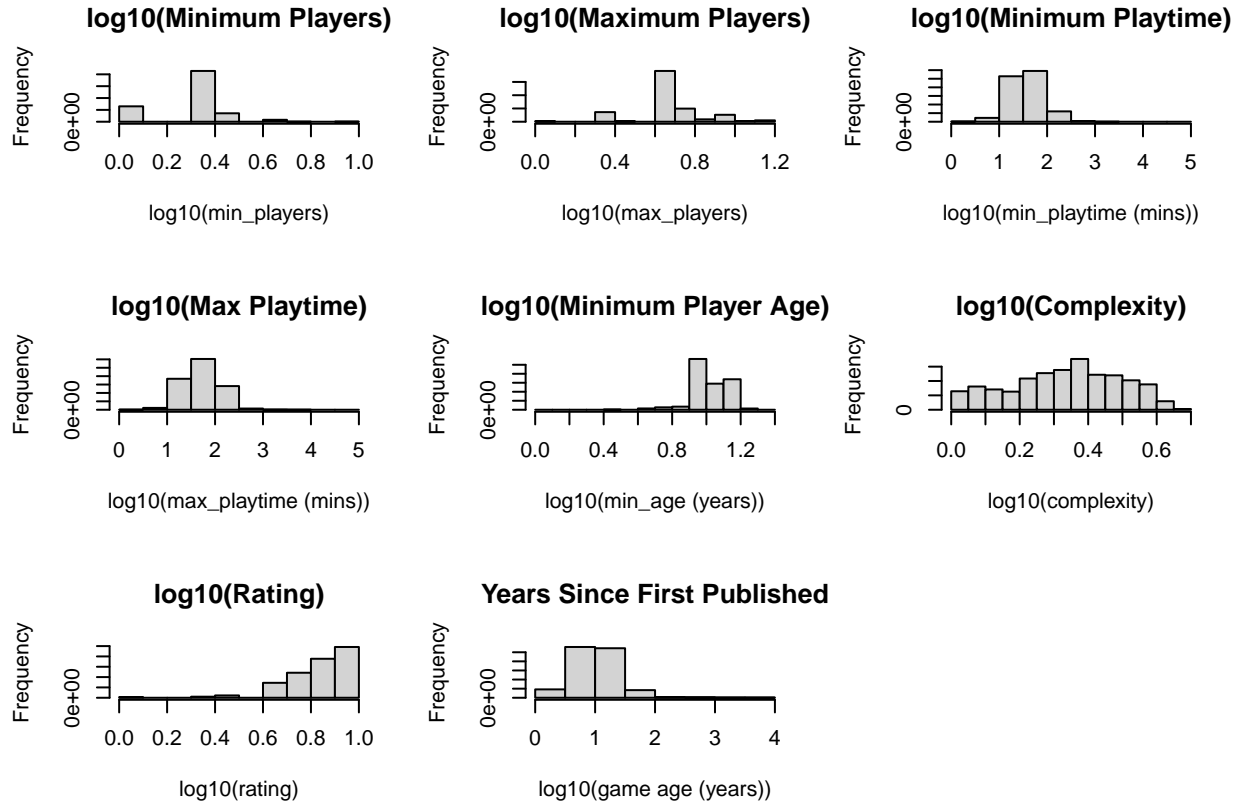 log10(Minimum Players)
Frequency
0e+00
0.0 0.2 0.4 0.6 0.8 1.0
log10(min_players)
log10(Maximum Players)
Frequency
0e+00
0.4 0.8 1.2
log10(max_players)
log10(Minimum Playtime)
Frequency
0e+00
0 1 2 3 4 5
log10(min_playtime (mins))
log10(Max Playtime)
Frequency
0e+00
0 1 2 3 4 5
log10(max_playtime (mins))
log10(Minimum Player Age)
Frequency
0e+00
0.0 0.4 0.8 1.2
log10(min_age (years))
log10(Complexity)
Frequency
0
0.0 0.2 0.4 0.6
log10(complexity)
log10(Rating)
Frequency
0e+00
0.0 0.2 0.4 0.6 0.8 1.0
log10(rating)
Years Since First Published
Frequency
0e+00
0 1 2 3 4
log10(game age (years))